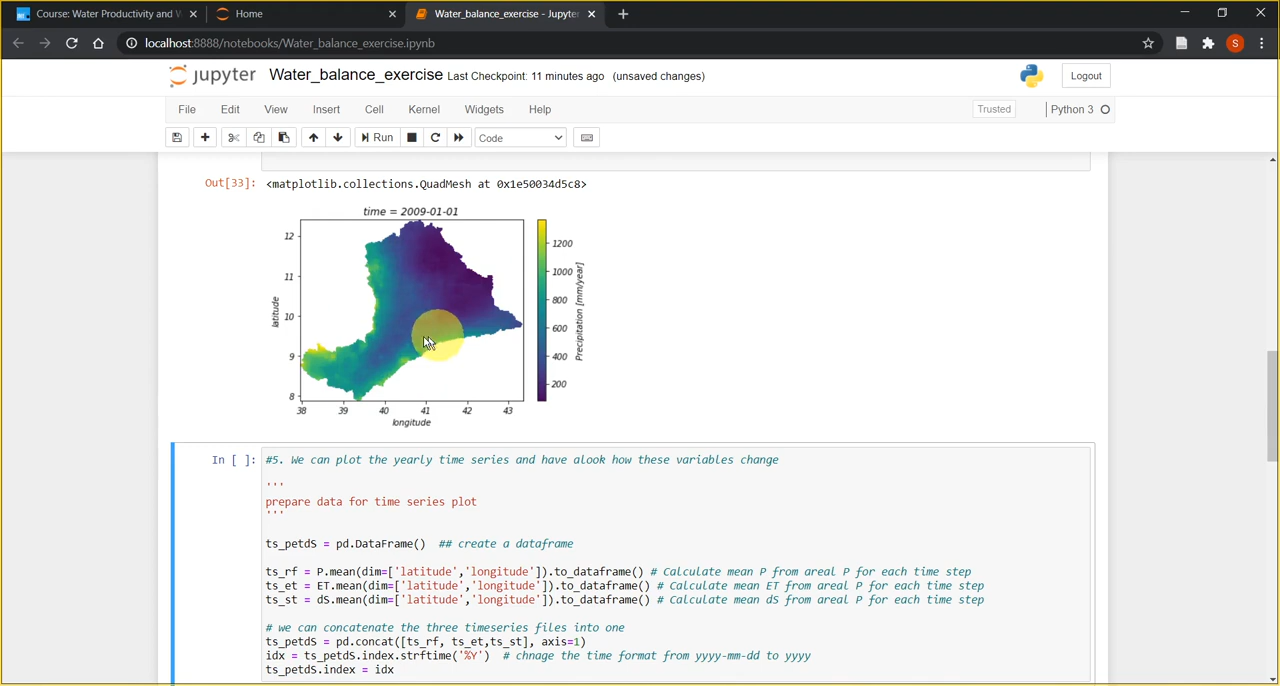 Course: Water Productivity and W
Home
Water_balance_exercise - Jupyter
localhost:8888/notebooks/Water_balance_exercise.ipynb
S
jupyter Water_balance_exercise Last Checkpoint: 11 minutes ago (unsaved changes)
Logout
File Edit View Insert Cell Kernel Widgets Help
Trusted
Python 3
Run
Code
Out[33]: <matplotlib.collections.QuadMesh at 0x1e50034d5c8>
time = 2009-01-01
12
11
10
9
8
latitude
38 39 40 41 42 43
longitude
1200
1000
800
600
400
200
Precipitation [mm/year]
In [ ]: #5. We can plot the yearly time series and have alook how these variables change
'''
prepare data for time series plot
'''
ts_petdS = pd.DataFrame() ## create a dataframe
ts_rf = P.mean(dim=['latitude','longitude']).to_dataframe() # Calculate mean P from areal P for each time step
ts_et = ET.mean(dim=['latitude','longitude']).to_dataframe() # Calculate mean ET from areal P for each time step
ts_st = dS.mean(dim=['latitude','longitude']).to_dataframe() # Calculate mean dS from areal P for each time step
# we can concatenate the three timeseries files into one
ts_petdS = pd.concat([ts_rf, ts_et,ts_st], axis=1)
idx = ts_petdS.index.strftime('%Y') # chnage the time format from yyyy-mm-dd to yyyy
ts_petdS.index = idx